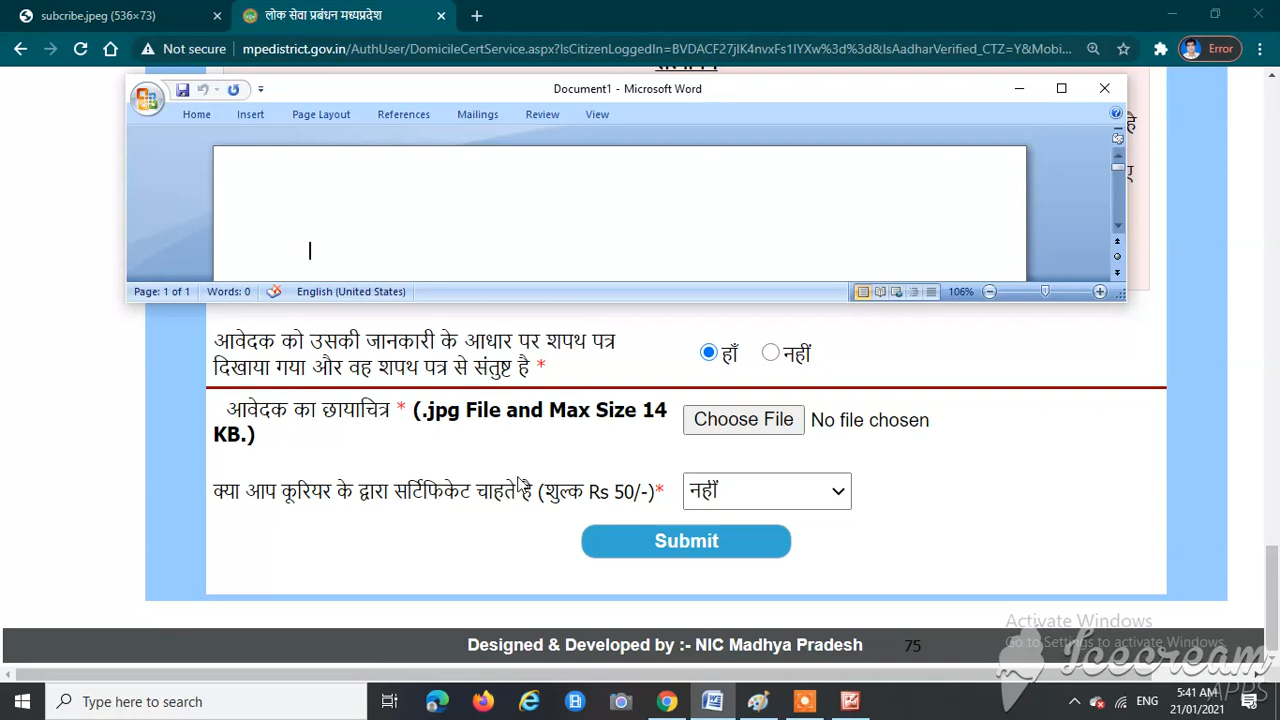 subcribe.jpeg (536×73)
लोक सेवा प्रबंधन मध्यप्रदेश
Not secure
mpedistrict.gov.in/AuthUser/DomicileCertService.aspx?IsCitizenLoggedIn=BVDACF27jIK4nvxFs1IYXw%3d%3d&IsAadharVerified_CTZ=Y&Mobi...
Error
Document1 - Microsoft Word
Home Insert Page Layout References Mailings Review View
है
Page: 1 of 1 Words: 0 English (United States) 106%
आवेदक को उसकी जानकारी के आधार पर शपथ पत्र
दिखाया गया और वह शपथ पत्र से संतुष्ट है *
हाँ नहीं
आवेदक का छायाचित्र * (.jpg File and Max Size 14
KB.)
Choose File No file chosen
क्या आप कूरियर के द्वारा सर्टिफिकेट चाहते है (शुल्क Rs 50/-)*
नहीं
Submit
Activate Windows
Go to Settings to activate Windows.
Designed & Developed by :- NIC Madhya Pradesh 75
Icecream
APPS
Type here to search
ENG
5:41 AM
21/01/2021